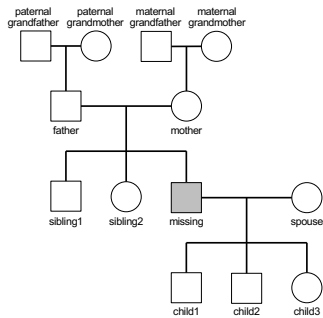 paternal grandfather
paternal grandmother
maternal grandfather
maternal grandmother
father
mother
sibling1
sibling2
missing
spouse
child1
child2
child3